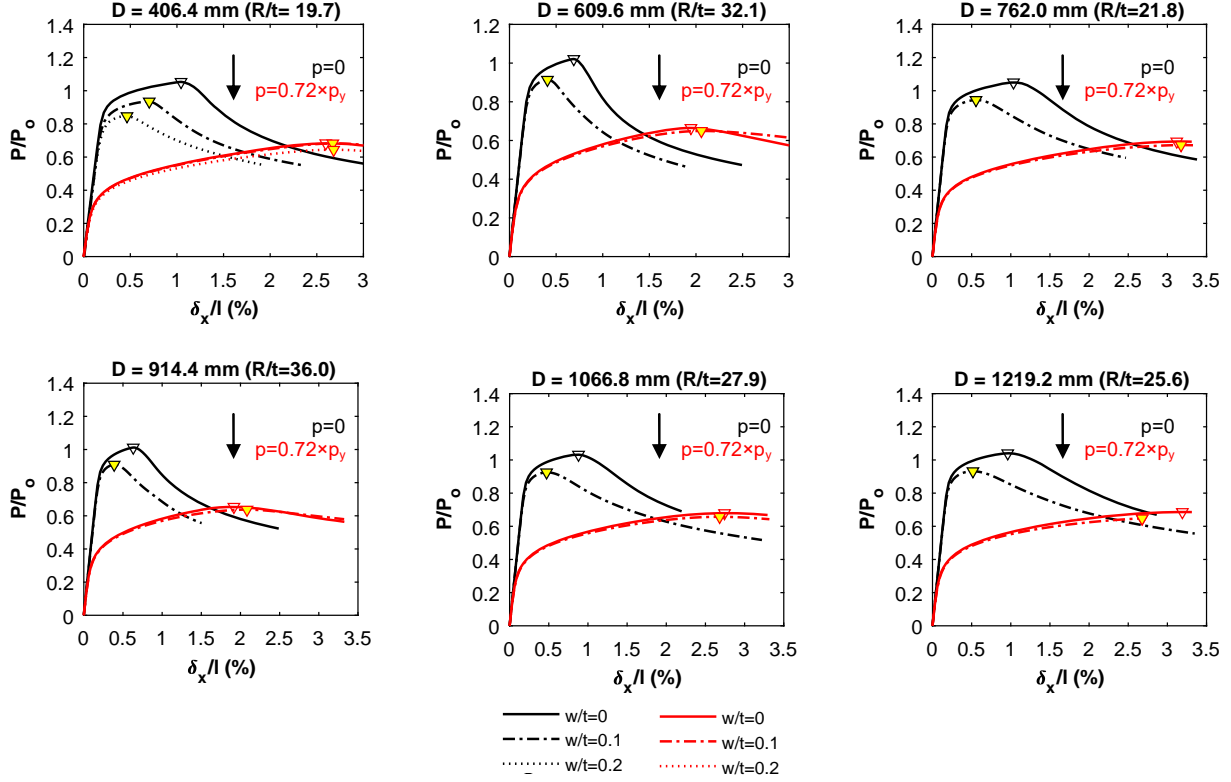 D = 406.4 mm (R/t= 19.7)
1.4
1.2
1
0.8
0.6
0.4
0.2
0
P/Po
p=0
p=0.72×py
0 0.5 1 1.5 2 2.5 3
δx/l (%)
D = 609.6 mm (R/t= 32.1)
1.2
1
0.8
0.6
0.4
0.2
0
P/Po
p=0
p=0.72×py
0 0.5 1 1.5 2 2.5 3
δx/l (%)
D = 762.0 mm (R/t=21.8)
1.4
1.2
1
0.8
0.6
0.4
0.2
0
P/Po
p=0
p=0.72×py
0 0.5 1 1.5 2 2.5 3 3.5
δx/l (%)
D = 914.4 mm (R/t=36.0)
1.4
1.2
1
0.8
0.6
0.4
0.2
0
P/Po
p=0
p=0.72×py
0 0.5 1 1.5 2 2.5 3 3.5
δx/l (%)
D = 1066.8 mm (R/t=27.9)
1.4
1.2
1
0.8
0.6
0.4
0.2
0
P/Po
p=0
p=0.72×py
0 0.5 1 1.5 2 2.5 3 3.5
δx/l (%)
D = 1219.2 mm (R/t=25.6)
1.4
1.2
1
0.8
0.6
0.4
0.2
0
P/Po
p=0
p=0.72×py
0 0.5 1 1.5 2 2.5 3 3.5
δx/l (%)
w/t=0 w/t=0
w/t=0.1 w/t=0.1
w/t=0.2 w/t=0.2